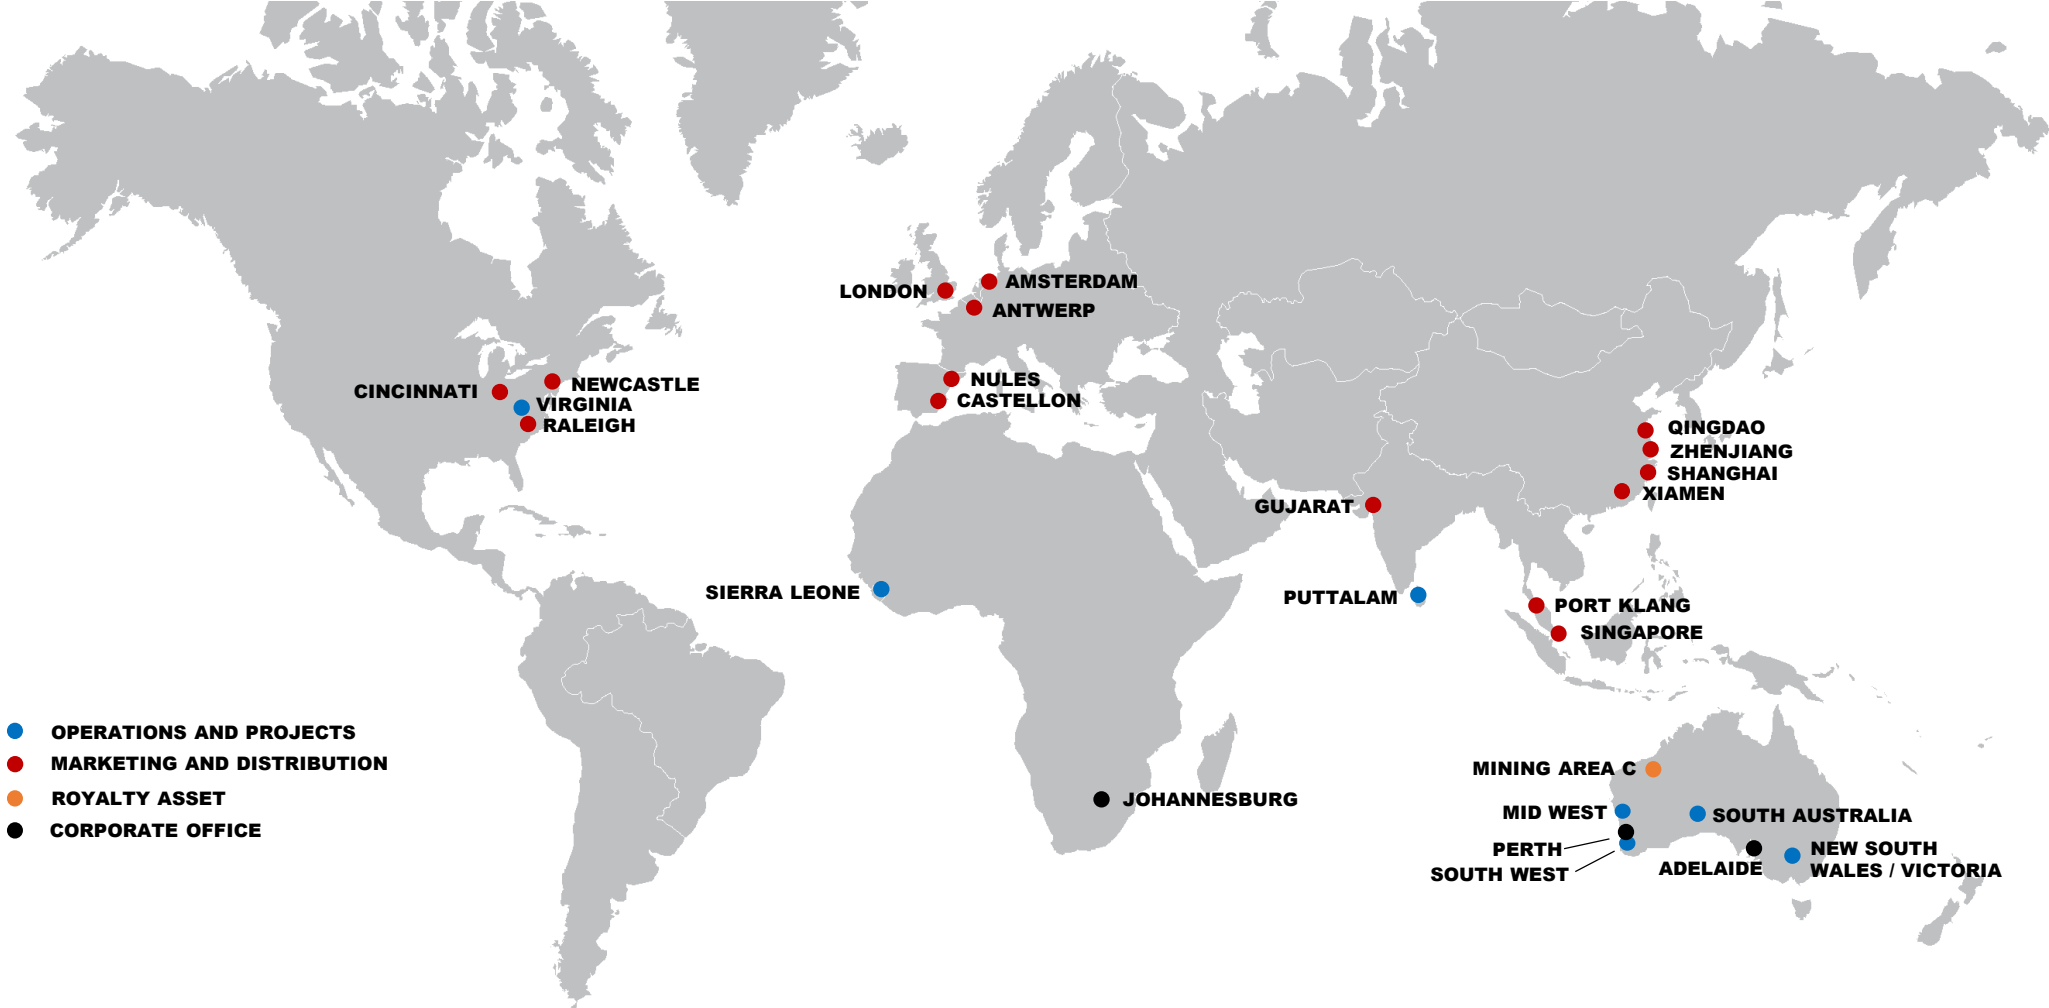 AMSTERDAM
LONDON
ANTWERP
NULES
CASTELLON
CINCINNATI
NEWCASTLE
VIRGINIA
RALEIGH
QINGDAO
ZHENJIANG
SHANGHAI
XIAMEN
GUJARAT
SIERRA LEONE
PUTTALAM
PORT KLANG
SINGAPORE
OPERATIONS AND PROJECTS
MARKETING AND DISTRIBUTION
ROYALTY ASSET
CORPORATE OFFICE
JOHANNESBURG
MINING AREA C
MID WEST
SOUTH AUSTRALIA
PERTH
SOUTH WEST
ADELAIDE
NEW SOUTH
WALES / VICTORIA